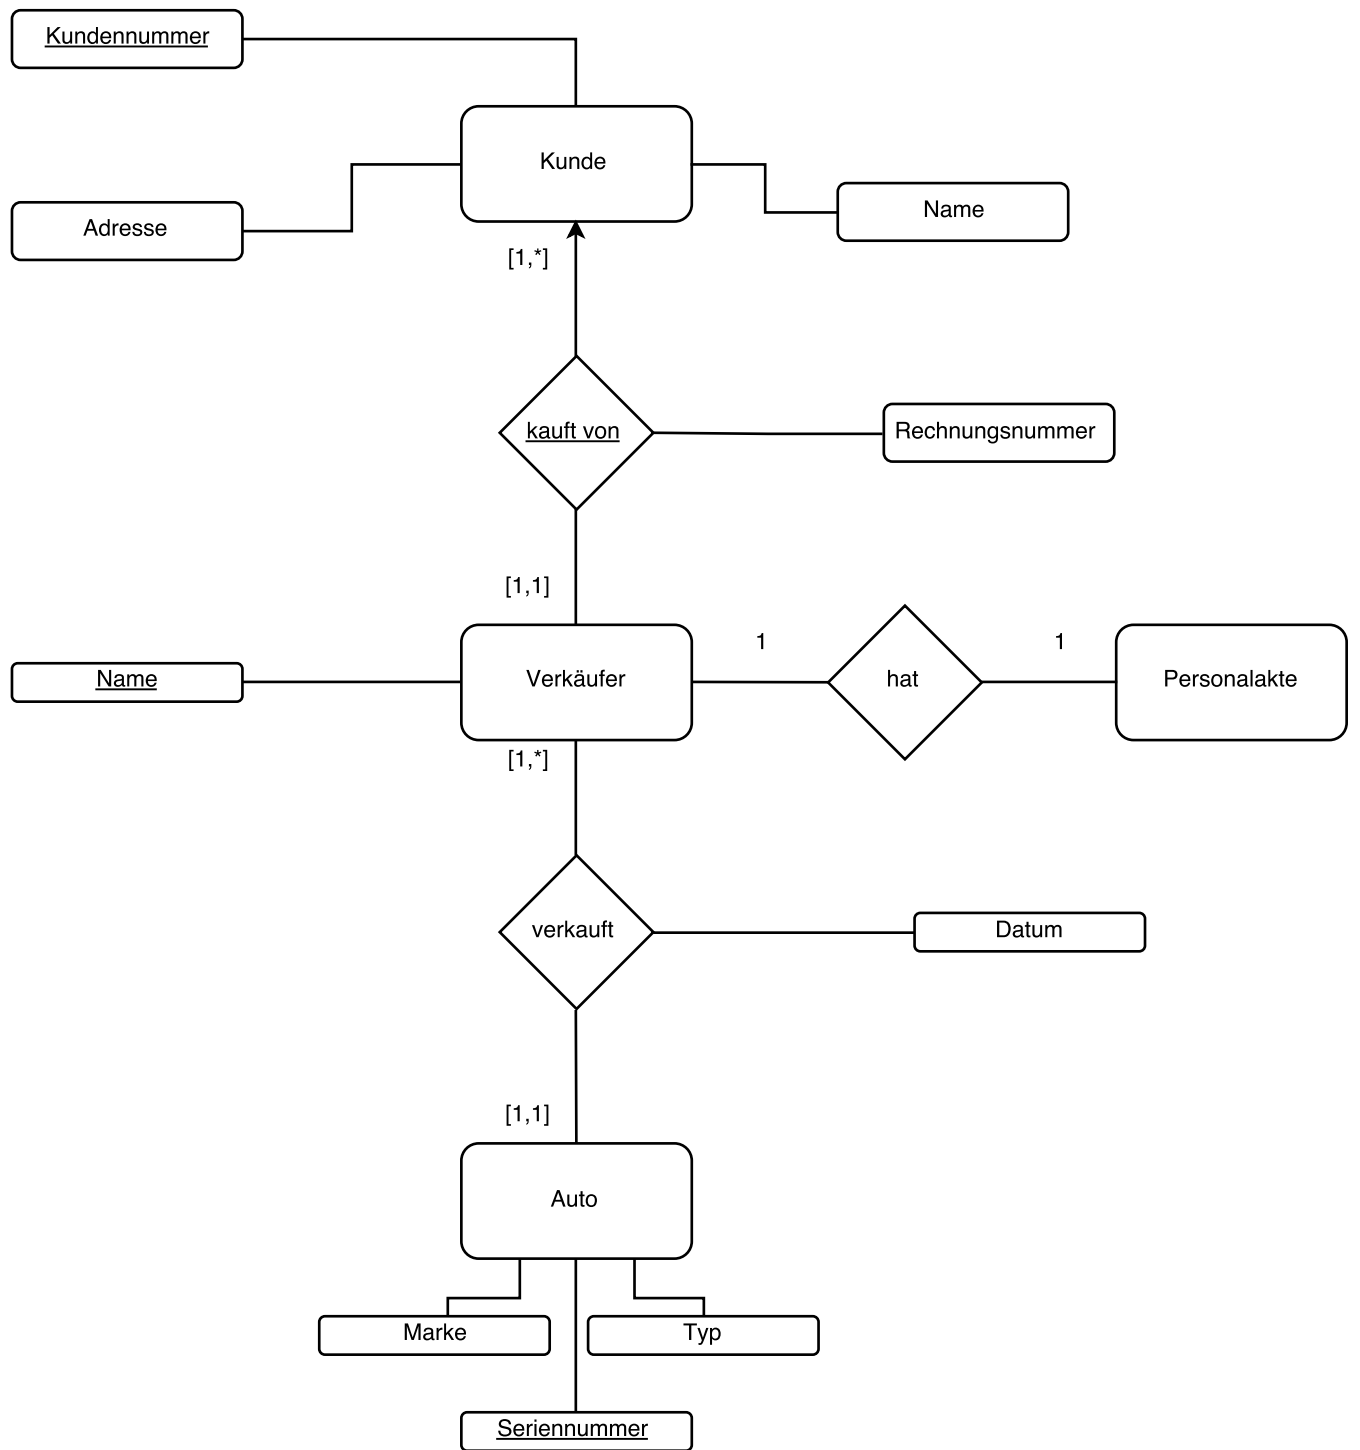 Kundennummer
Kunde
Name
Adresse
[1,*]
kauft von
Rechnungsnummer
[1,1]
1
1
Name
Verkäufer
hat
Personalakte
[1,*]
verkauft
Datum
[1,1]
Auto
Marke
Typ
Seriennummer